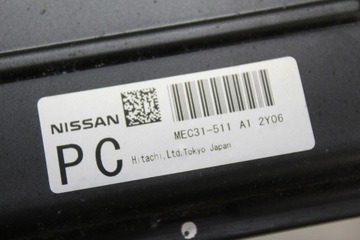 NISSAN
MEC31-511 A1 2Y06
PC
Hitachi,Ltd.Tokyo Japan